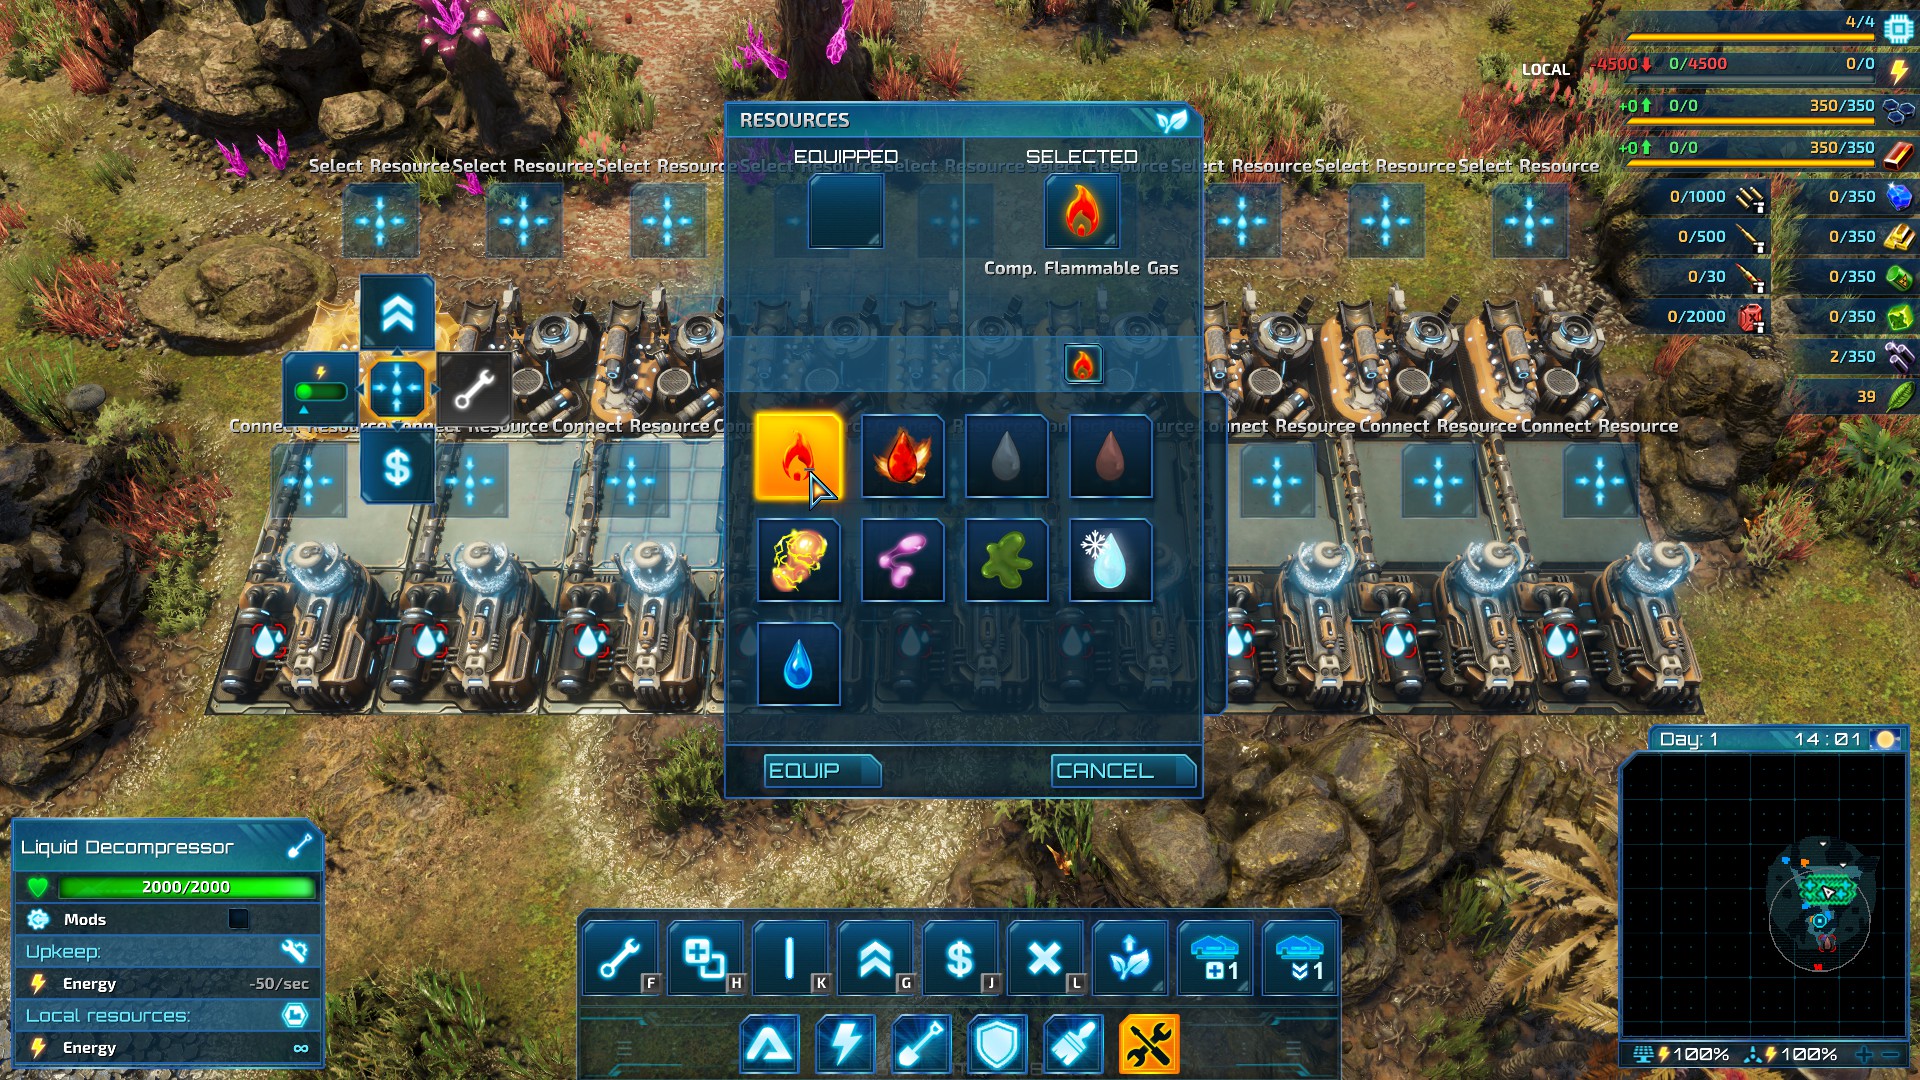 4/4
LOCAL
-4500 0/4500 0/0
+0 0/0 350/350
+0 0/0 350/350
0/1000 0/350
0/500 0/350
0/30 0/350
0/2000 0/350
2/350
39
RESOURCES
EQUIPPED SELECTED
Comp. Flammable Gas
Select Resource Select Resource Select Resource
Select Resource Select Resource
Connect Resource Connect Resource Connect Resource
Connect Resource Connect Resource Connect Resource
$
EQUIP CANCEL
Day: 1 14:01
Liquid Decompressor
2000/2000
Mods
Upkeep:
Energy -50/sec
Local resources:
Energy ∞
F H K G $ J L 1 1
100% 100%